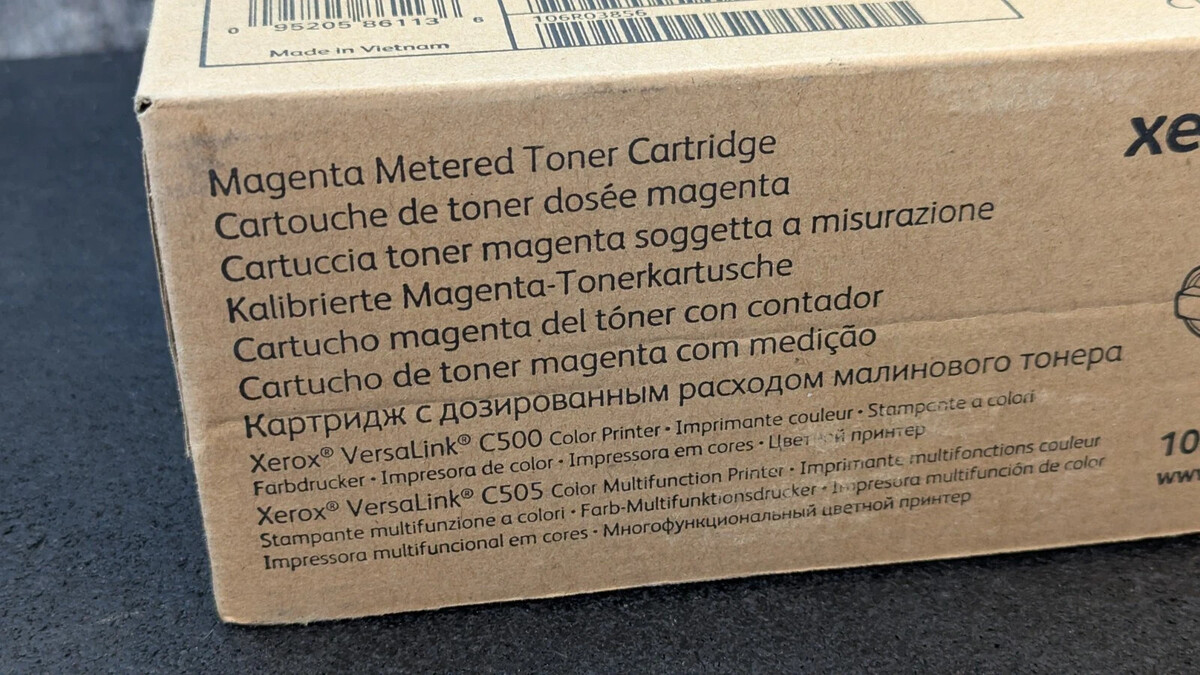 0 95205 86113 6
Made in Vietnam
106R03856
Magenta Metered Toner Cartridge
Cartouche de toner dosée magenta
Cartuccia toner magenta soggetta a misurazione
Kalibrierte Magenta-Tonerkartusche
Cartucho magenta del tóner con contador
Cartucho de toner magenta com medição
Картридж с дозированным расходом малинового тонера
Xerox® VersaLink® C500 Color Printer • Imprimante couleur • Stampante a colori
Farbdrucker • Impresora de color • Impressora em cores • Цветной принтер
Xerox® VersaLink® C505 Color Multifunction Printer • Imprimante multifonctions couleur
Stampante multifunzione a colori • Farb-Multifunktionsdrucker • Impresora multifunción de color
Impressora multifuncional em cores • Многофункциональный цветной принтер
xe
10
www